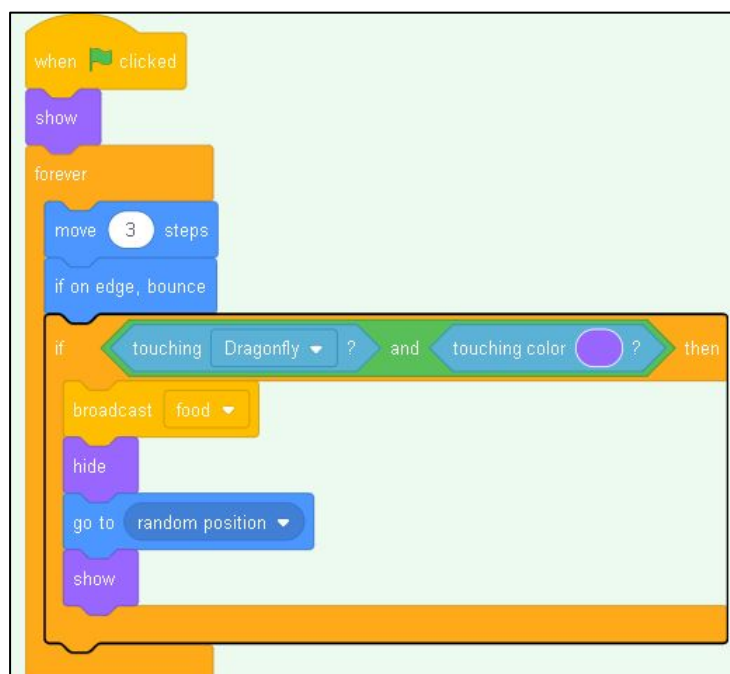 when clicked
show
forever
move 3 steps
if on edge, bounce
if touching Dragonfly ? and touching color ? then
broadcast food
hide
go to random position
show